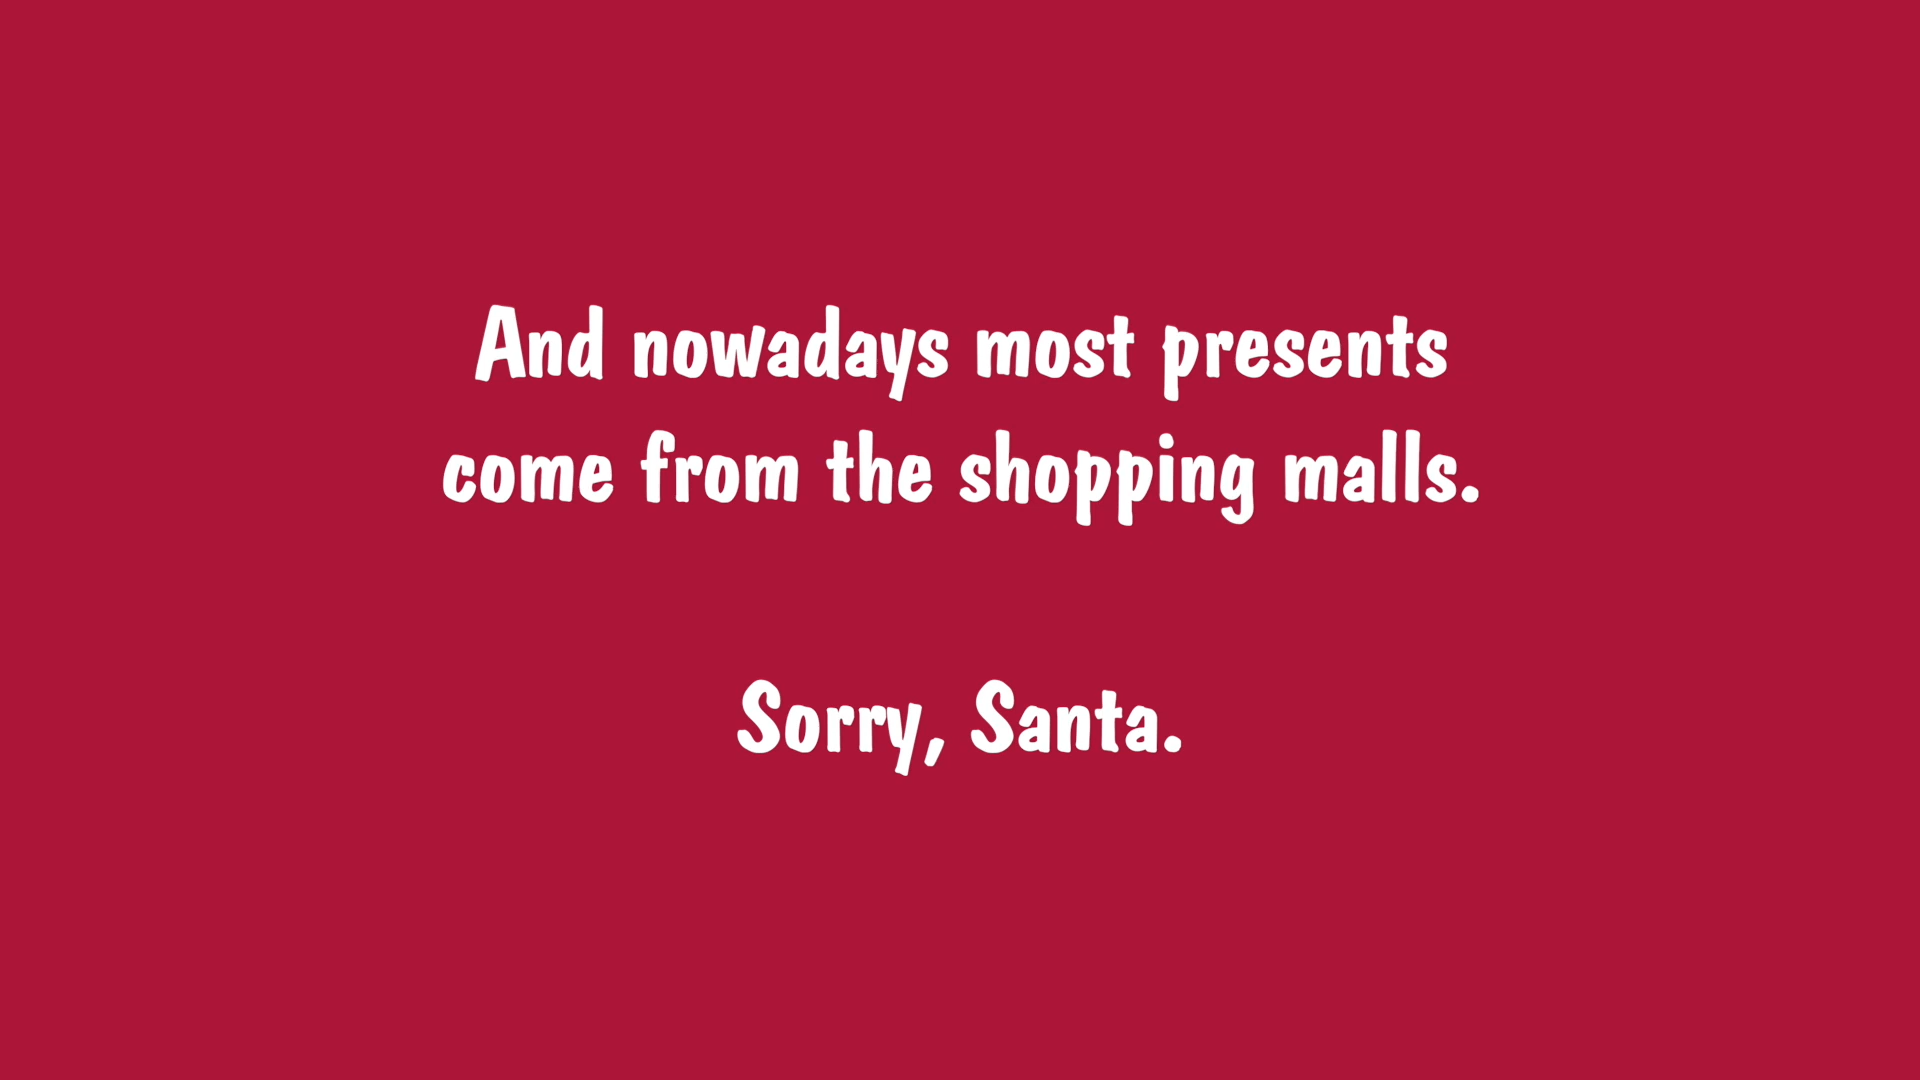 And nowadays most presents
come from the shopping malls.
Sorry, Santa.